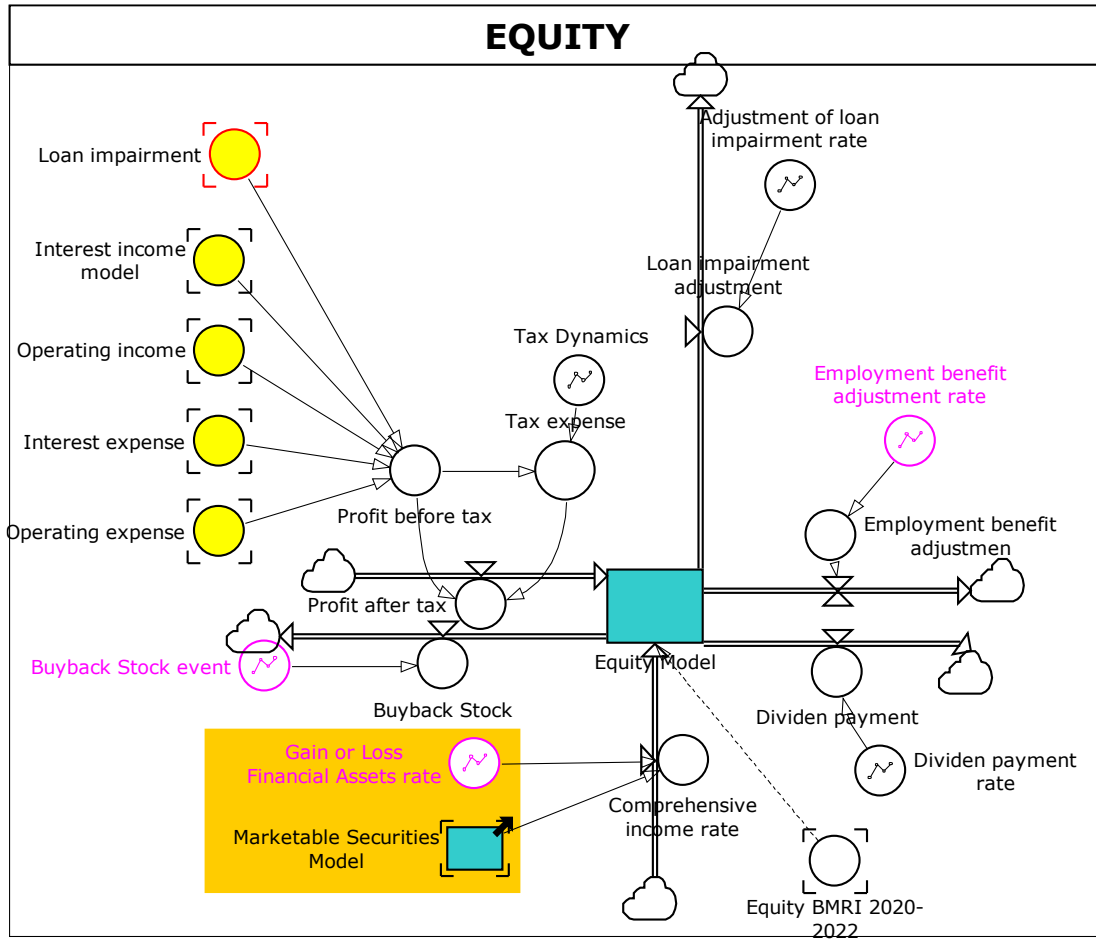 EQUITY
Adjustment of loan
impairment rate
Loan impairment
Interest income
model
Loan impairment
adjustment
Operating income
Tax Dynamics
Employment benefit
adjustment rate
Tax expense
Interest expense
Profit before tax
Operating expense
Employment benefit
adjustmen
Profit after tax
Equity Model
Buyback Stock event
Buyback Stock
Dividen payment
Gain or Loss
Financial Assets rate
Dividen payment
rate
Comprehensive
income rate
Marketable Securities
Model
Equity BMRI 2020-
2022